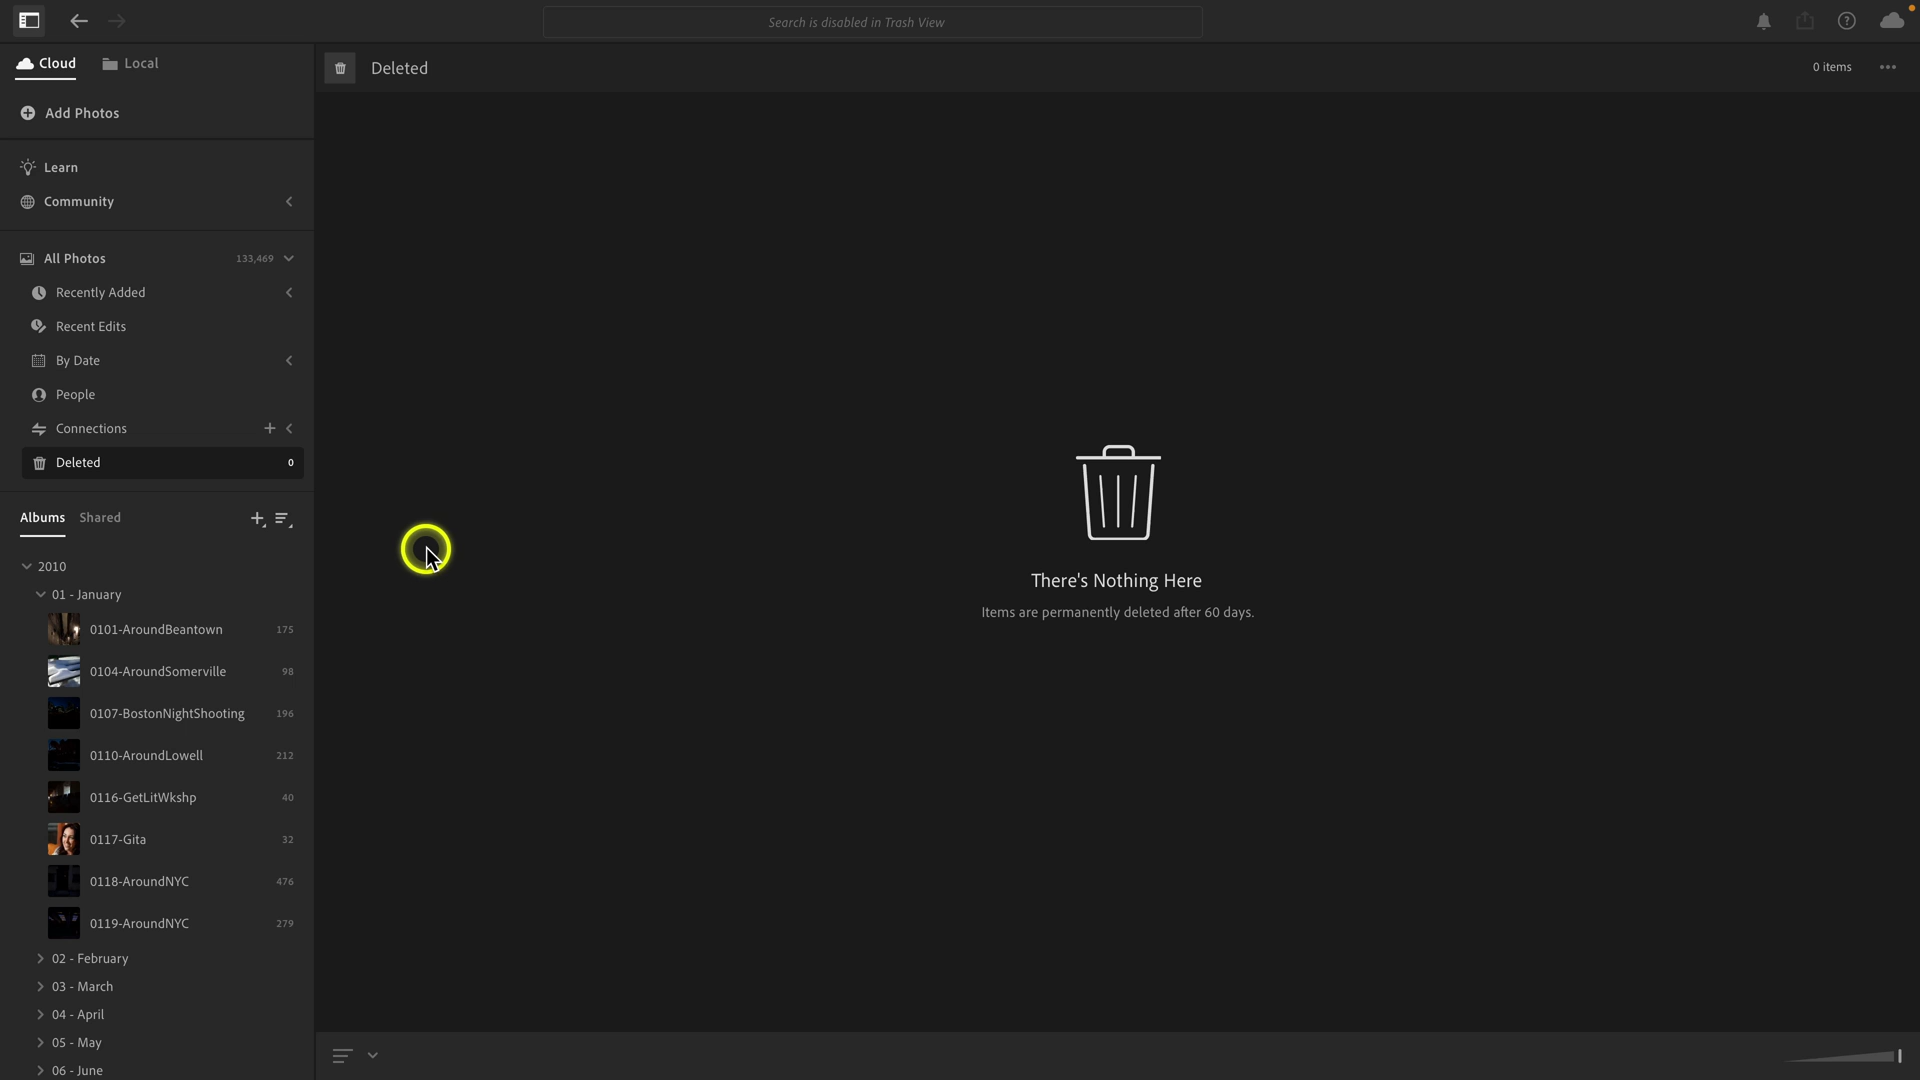 Search is disabled in Trash View
Cloud
Local
Deleted
0 items
Add Photos
Learn
Community
All Photos 133,469
Recently Added
Recent Edits
By Date
People
Connections
Deleted 0
Albums Shared
2010
01 - January
0101-AroundBeantown 175
0104-AroundSomerville 98
0107-BostonNightShooting 196
0110-AroundLowell 212
0116-GetLitWkshp 40
0117-Gita 32
0118-AroundNYC 476
0119-AroundNYC 279
02 - February
03 - March
04 - April
05 - May
06 - June
There's Nothing Here
Items are permanently deleted after 60 days.